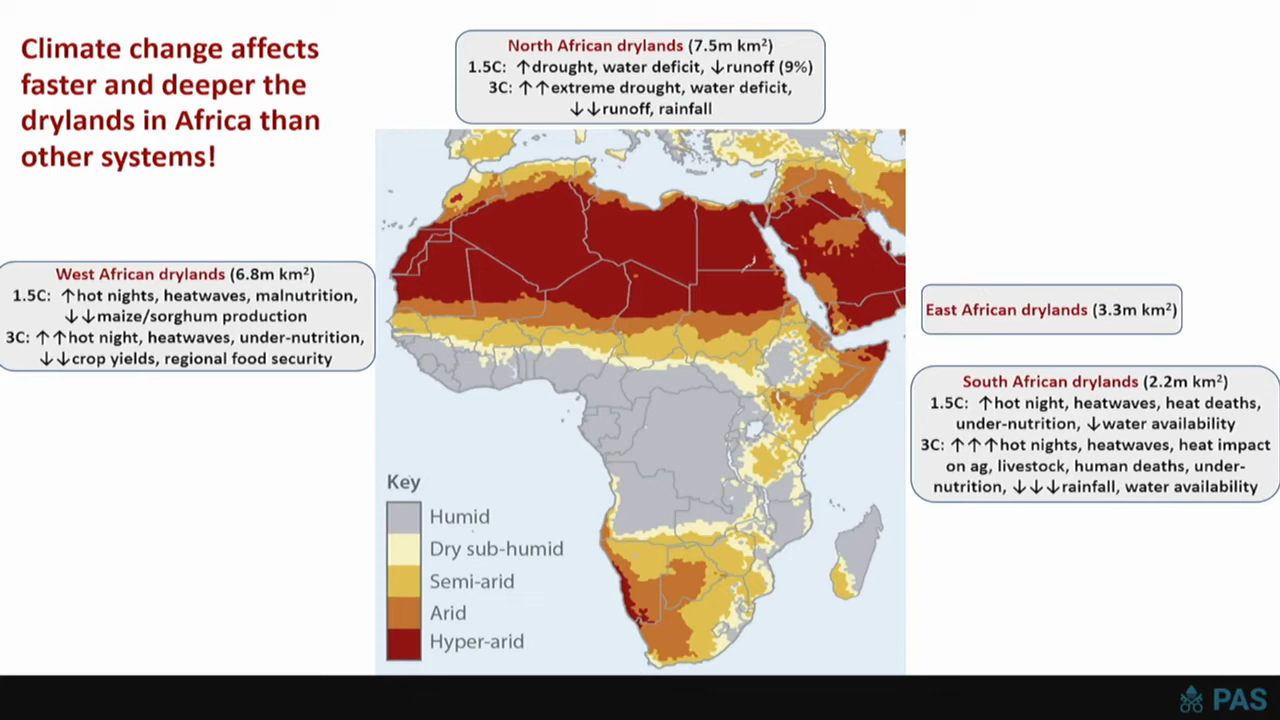 Climate change affects
faster and deeper the
drylands in Africa than
other systems!
North African drylands (7.5m km²)
1.5C: ↑drought, water deficit, ↓runoff (9%)
3C: ↑↑extreme drought, water deficit,
↓↓runoff, rainfall
West African drylands (6.8m km²)
1.5C: ↑hot nights, heatwaves, malnutrition,
↓↓maize/sorghum production
3C: ↑↑hot night, heatwaves, under-nutrition,
↓↓crop yields, regional food security
East African drylands (3.3m km²)
South African drylands (2.2m km²)
1.5C: ↑hot night, heatwaves, heat deaths,
under-nutrition, ↓water availability
3C: ↑↑↑hot nights, heatwaves, heat impact
on ag, livestock, human deaths, under-
nutrition, ↓↓↓rainfall, water availability
Key
Humid
Dry sub-humid
Semi-arid
Arid
Hyper-arid
PAS